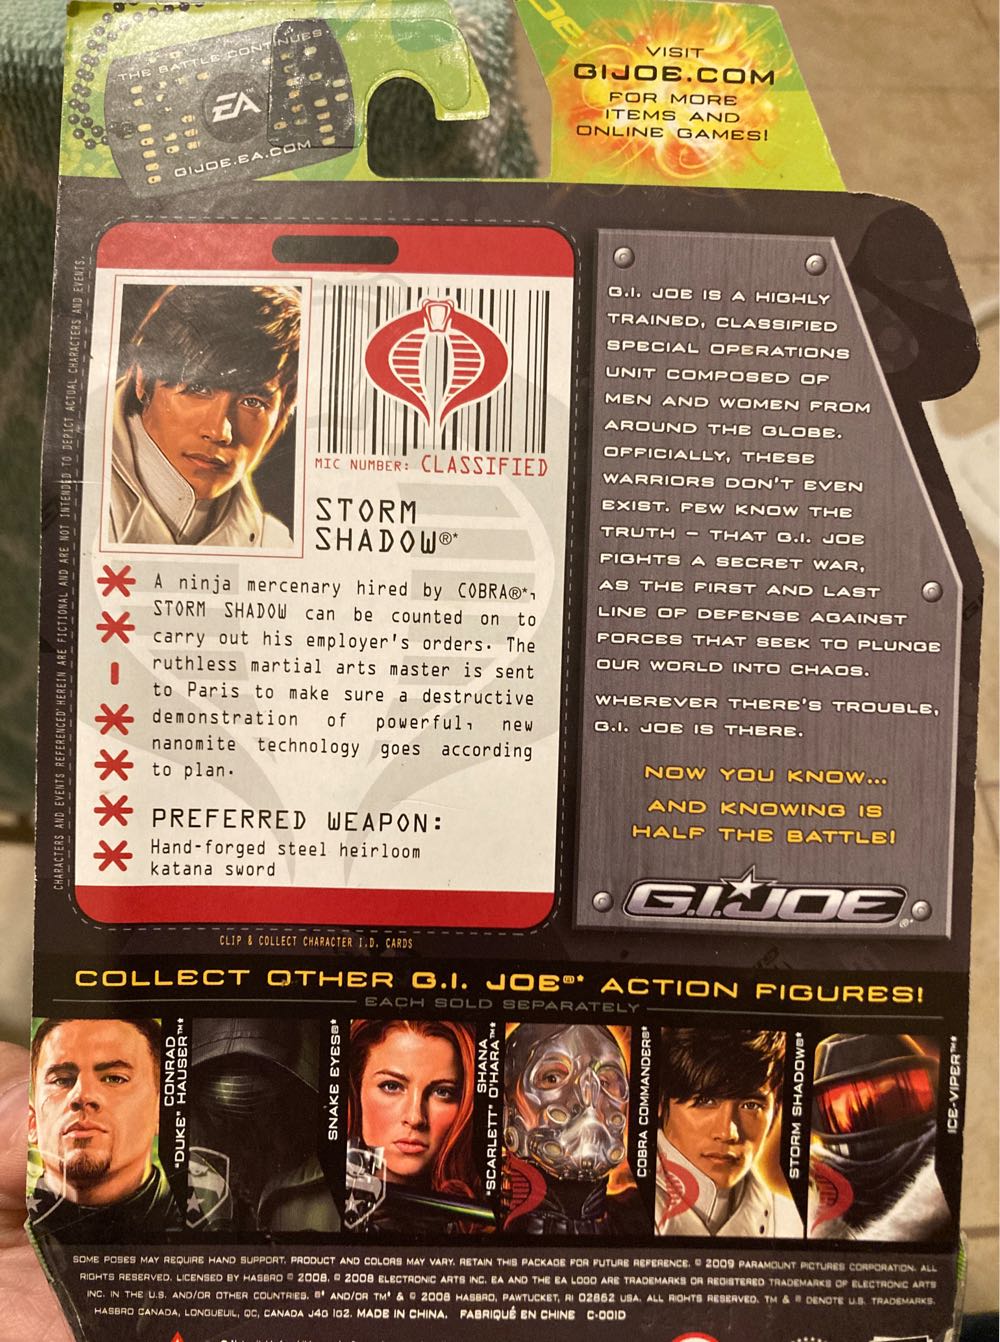 THE BATTLE CONTINUES
EA™
GIJOE.EA.COM
JOE
VISIT
GIJOE.COM
FOR MORE
ITEMS AND
ONLINE GAMES!
CHARACTERS AND EVENTS REFERENCED HEREIN ARE FICTIONAL AND ARE NOT INTENDED TO DEPICT ACTUAL CHARACTERS AND EVENTS.
MIC NUMBER: CLASSIFIED
STORM
SHADOW®*
A ninja mercenary hired by COBRA®*,
STORM SHADOW can be counted on to
carry out his employer's orders. The
ruthless martial arts master is sent
to Paris to make sure a destructive
demonstration of powerful, new
nanomite technology goes according
to plan.
PREFERRED WEAPON:
Hand-forged steel heirloom
katana sword
CLIP & COLLECT CHARACTER I.D. CARDS
G.I. JOE IS A HIGHLY
TRAINED, CLASSIFIED
SPECIAL OPERATIONS
UNIT COMPOSED OF
MEN AND WOMEN FROM
AROUND THE GLOBE.
OFFICIALLY, THESE
WARRIORS DON'T EVEN
EXIST. FEW KNOW THE
TRUTH – THAT G.I. JOE
FIGHTS A SECRET WAR,
AS THE FIRST AND LAST
LINE OF DEFENSE AGAINST
FORCES THAT SEEK TO PLUNGE
OUR WORLD INTO CHAOS.
WHEREVER THERE'S TROUBLE,
G.I. JOE IS THERE.
NOW YOU KNOW...
AND KNOWING IS
HALF THE BATTLE!
G.I. JOE®*
COLLECT OTHER G.I. JOE®* ACTION FIGURES!
EACH SOLD SEPARATELY
CONRAD
"DUKE" HAUSER™*
SNAKE EYES®*
SHANA
"SCARLETT" O'HARA™*
COBRA COMMANDER®*
STORM SHADOW®*
ICE-VIPER™*
SOME POSES MAY REQUIRE HAND SUPPORT. PRODUCT AND COLORS MAY VARY. RETAIN THIS PACKAGE FOR FUTURE REFERENCE. © 2009 PARAMOUNT PICTURES CORPORATION. ALL
RIGHTS RESERVED. LICENSED BY HASBRO © 2008. © 2008 ELECTRONIC ARTS INC. EA AND THE EA LOGO ARE TRADEMARKS OR REGISTERED TRADEMARKS OF ELECTRONIC ARTS
INC. IN THE U.S. AND/OR OTHER COUNTRIES. ®* AND/OR TM* & © 2008 HASBRO, PAWTUCKET, RI 02862 USA. ALL RIGHTS RESERVED. TM & ® DENOTE U.S. TRADEMARKS.
HASBRO CANADA, LONGUEUIL, QC, CANADA J4G 1G2. MADE IN CHINA. FABRIQUÉ EN CHINE C-001D